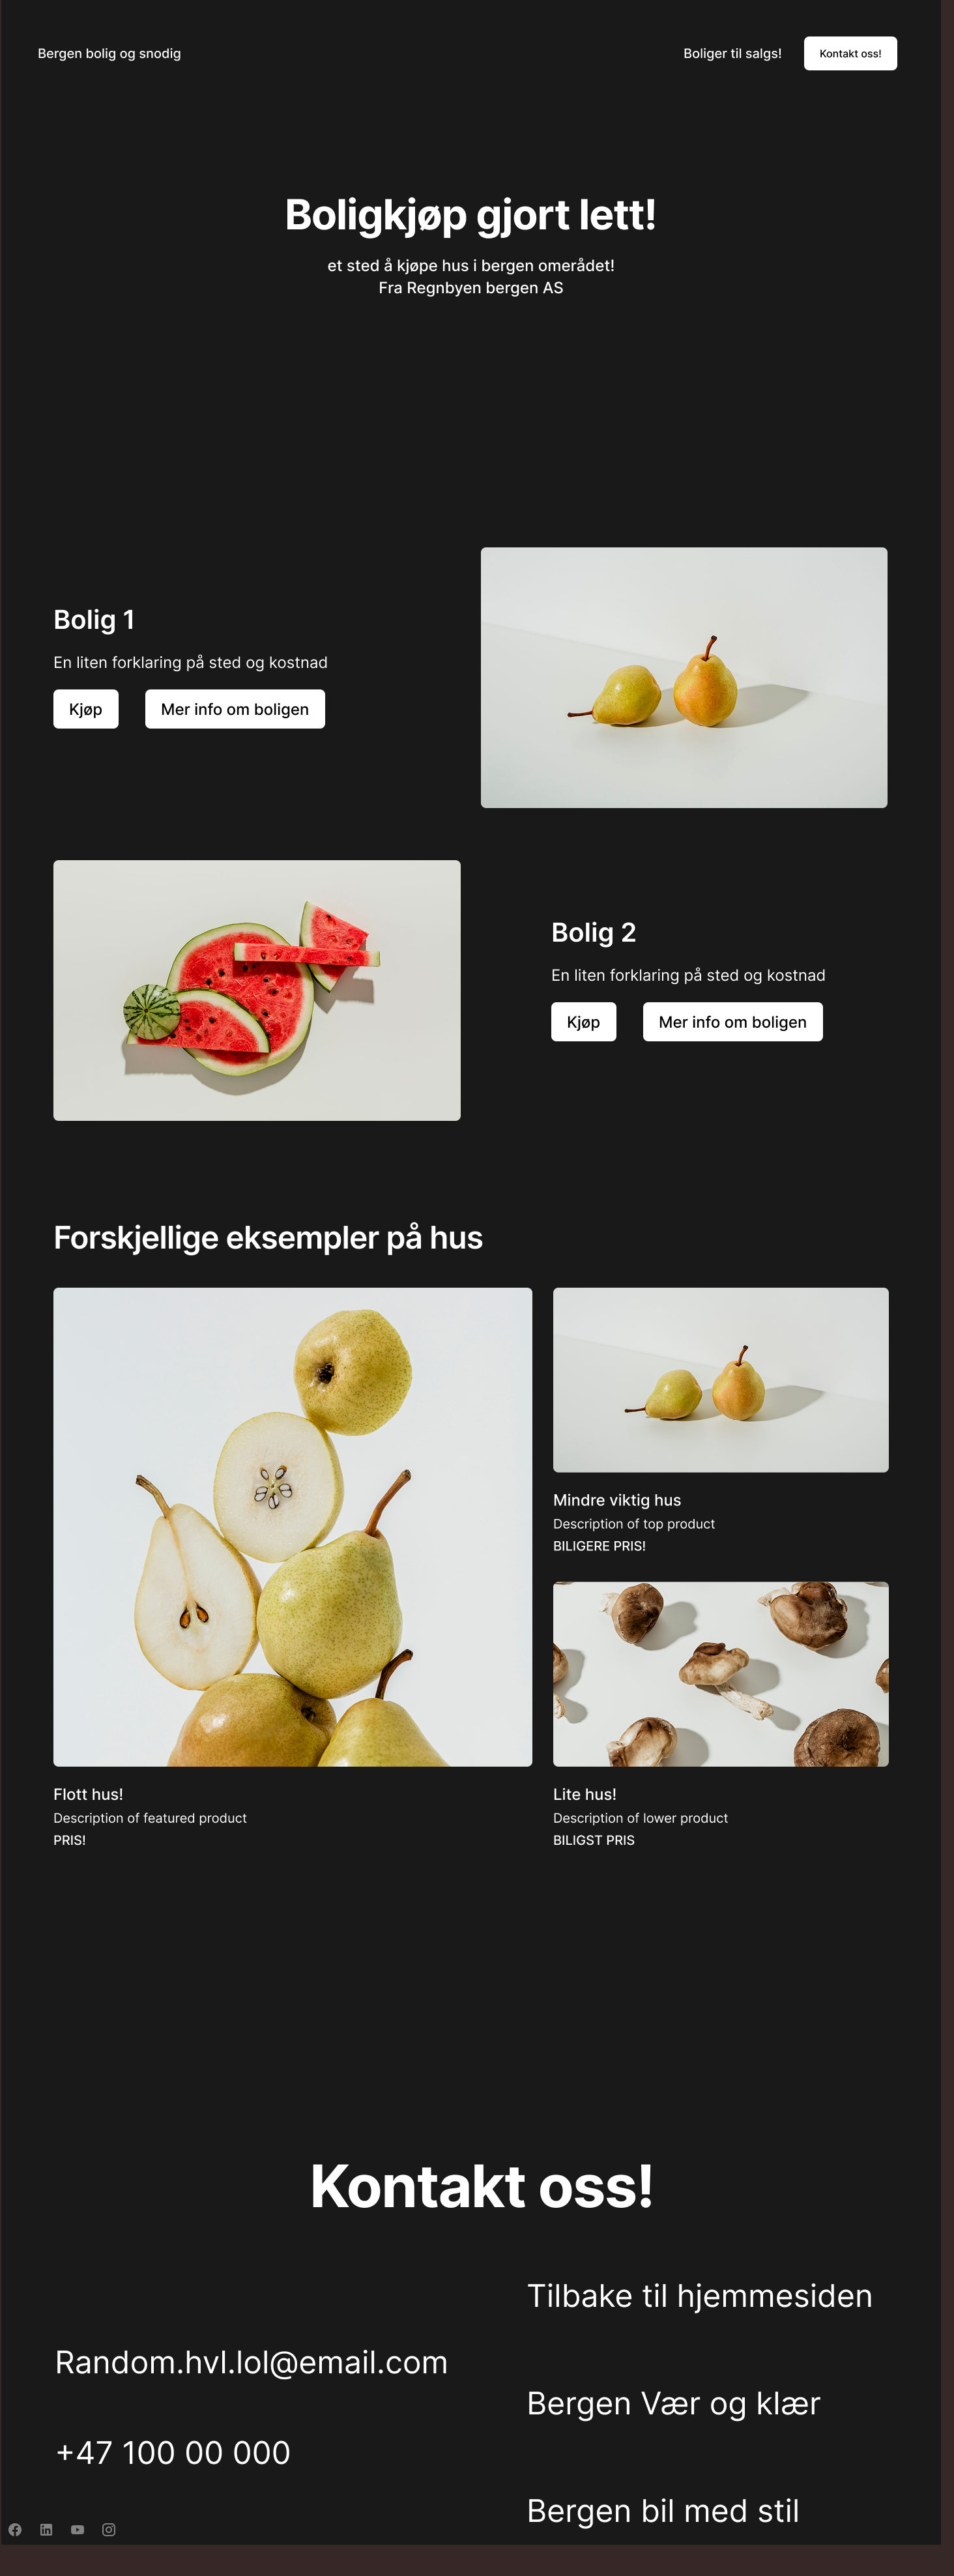 Bergen bolig og snodig
Boliger til salgs!
Kontakt oss!
Boligkjøp gjort lett!
et sted å kjøpe hus i bergen omerådet!
Fra Regnbyen bergen AS
Bolig 1
En liten forklaring på sted og kostnad
Kjøp
Mer info om boligen
Bolig 2
En liten forklaring på sted og kostnad
Kjøp
Mer info om boligen
Forskjellige eksempler på hus
Mindre viktig hus
Description of top product
BILIGERE PRIS!
Flott hus!
Description of featured product
PRIS!
Lite hus!
Description of lower product
BILIGST PRIS
Kontakt oss!
Random.hvl.lol@email.com
+47 100 00 000
Tilbake til hjemmesiden
Bergen Vær og klær
Bergen bil med stil